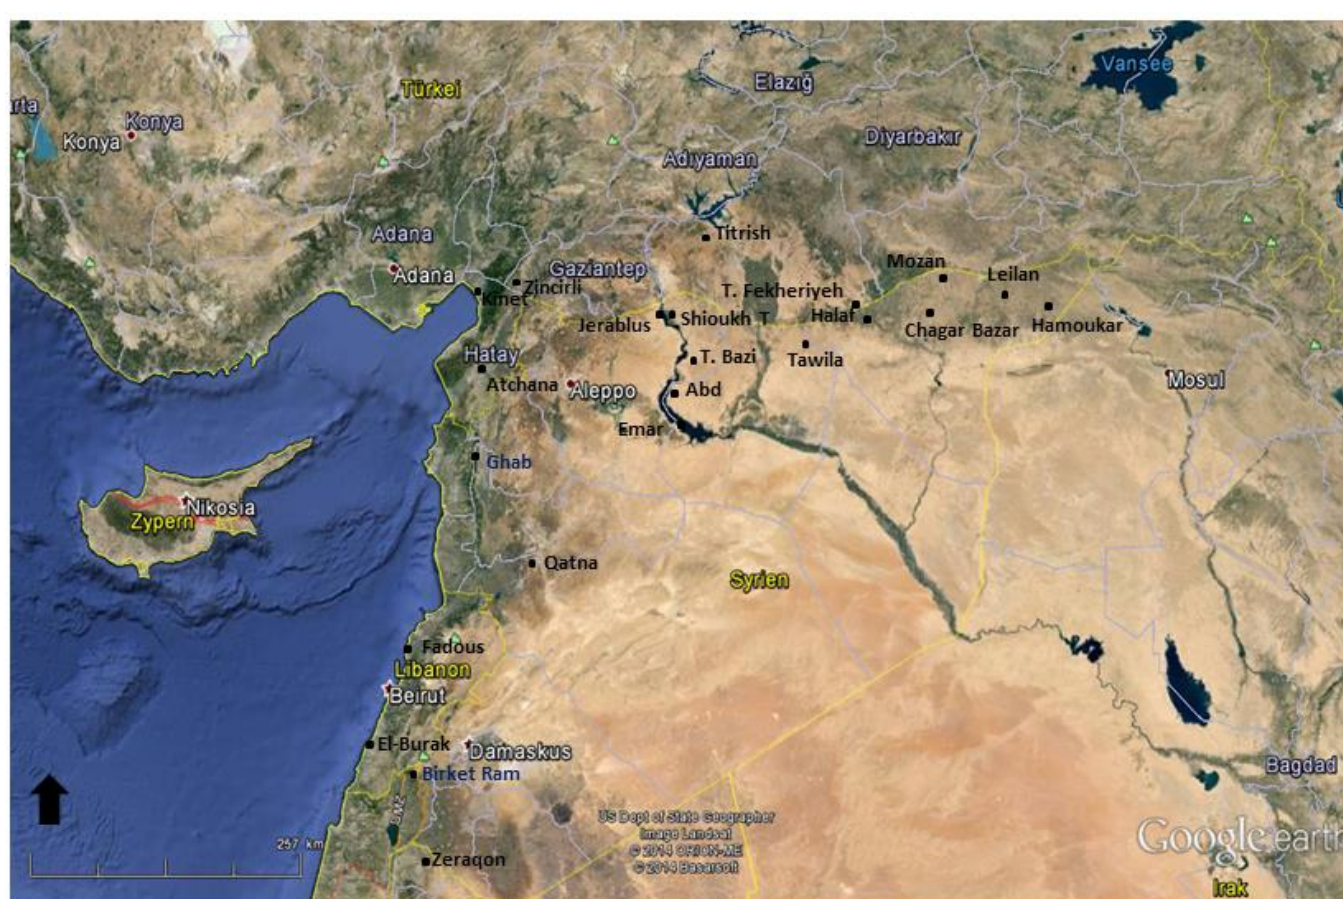 Vansee
Elazığ
Türkei
arta
Konya
Konya
Diyarbakır
Adıyaman
Titrish
Adana
Adana
Gaziantep
Mozan
Leilan
Zincirli
Kinet
T. Fekheriyeh
Halaf
Jerablus
Shioukh T
Chagar Bazar
Hamoukar
Hatay
T. Bazi
Tawila
Mosul
Atchana
Aleppo
Abd
Emar
Ghab
Nikosia
Zypern
Qatna
Syrien
Fadous
Libanon
Beirut
El-Burak
Damaskus
Birket Ram
Bagdad
UMZ
US Dept of State Geographer
Image Landsat
© 2014 ORION-ME
© 2014 Basarsoft
257 km
Google earth
Zeraqon
Irak